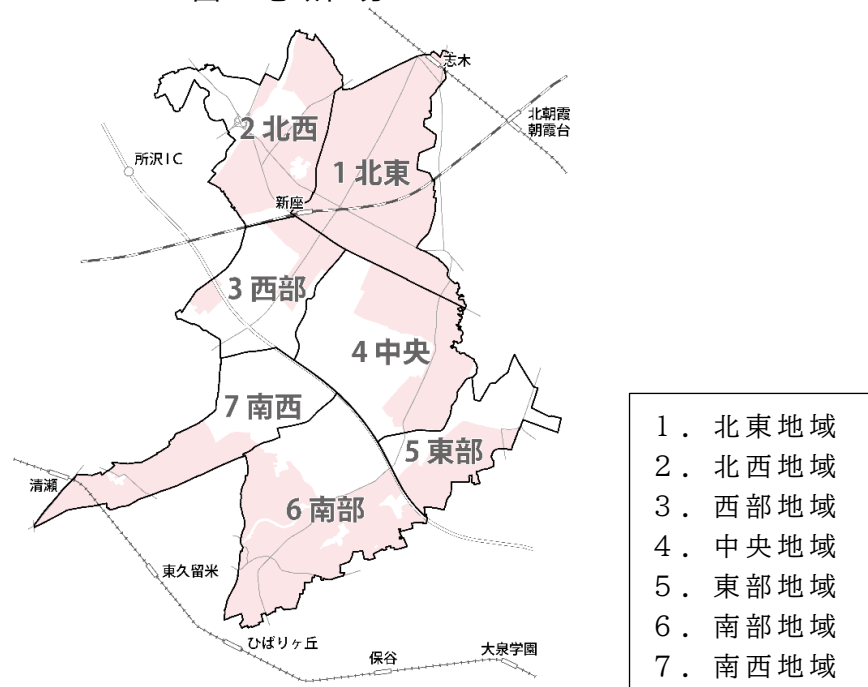 志木
北朝霞
朝霞台
2 北西
所沢IC
1 北東
新座
3 西部
4 中央
7 南西
5 東部
清瀬
6 南部
東久留米
ひばりヶ丘
保谷
大泉学園
1．北東地域
2．北西地域
3．西部地域
4．中央地域
5．東部地域
6．南部地域
7．南西地域